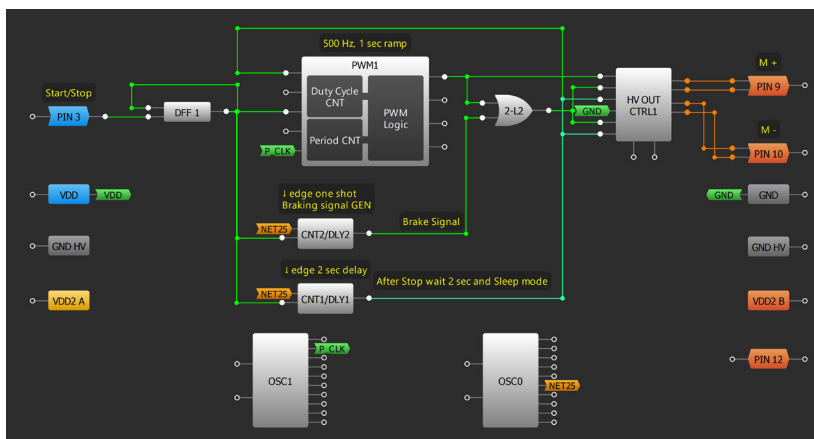 500 Hz, 1 sec ramp
PWM1
Duty Cycle
CNT
PWM
Logic
Period CNT
P_CLK
Start/Stop
PIN 3
DFF 1
2-L2
GND
HV OUT
CTRL1
M +
PIN 9
M -
PIN 10
VDD
VDD
GND
GND
↓ edge one shot
Braking signal GEN
NET25
CNT2/DLY2
Brake Signal
GND HV
GND HV
↓ edge 2 sec delay
NET25
CNT1/DLY1
After Stop wait 2 sec and Sleep mode
VDD2 A
VDD2 B
OSC1
P_CLK
OSC0
NET25
PIN 12